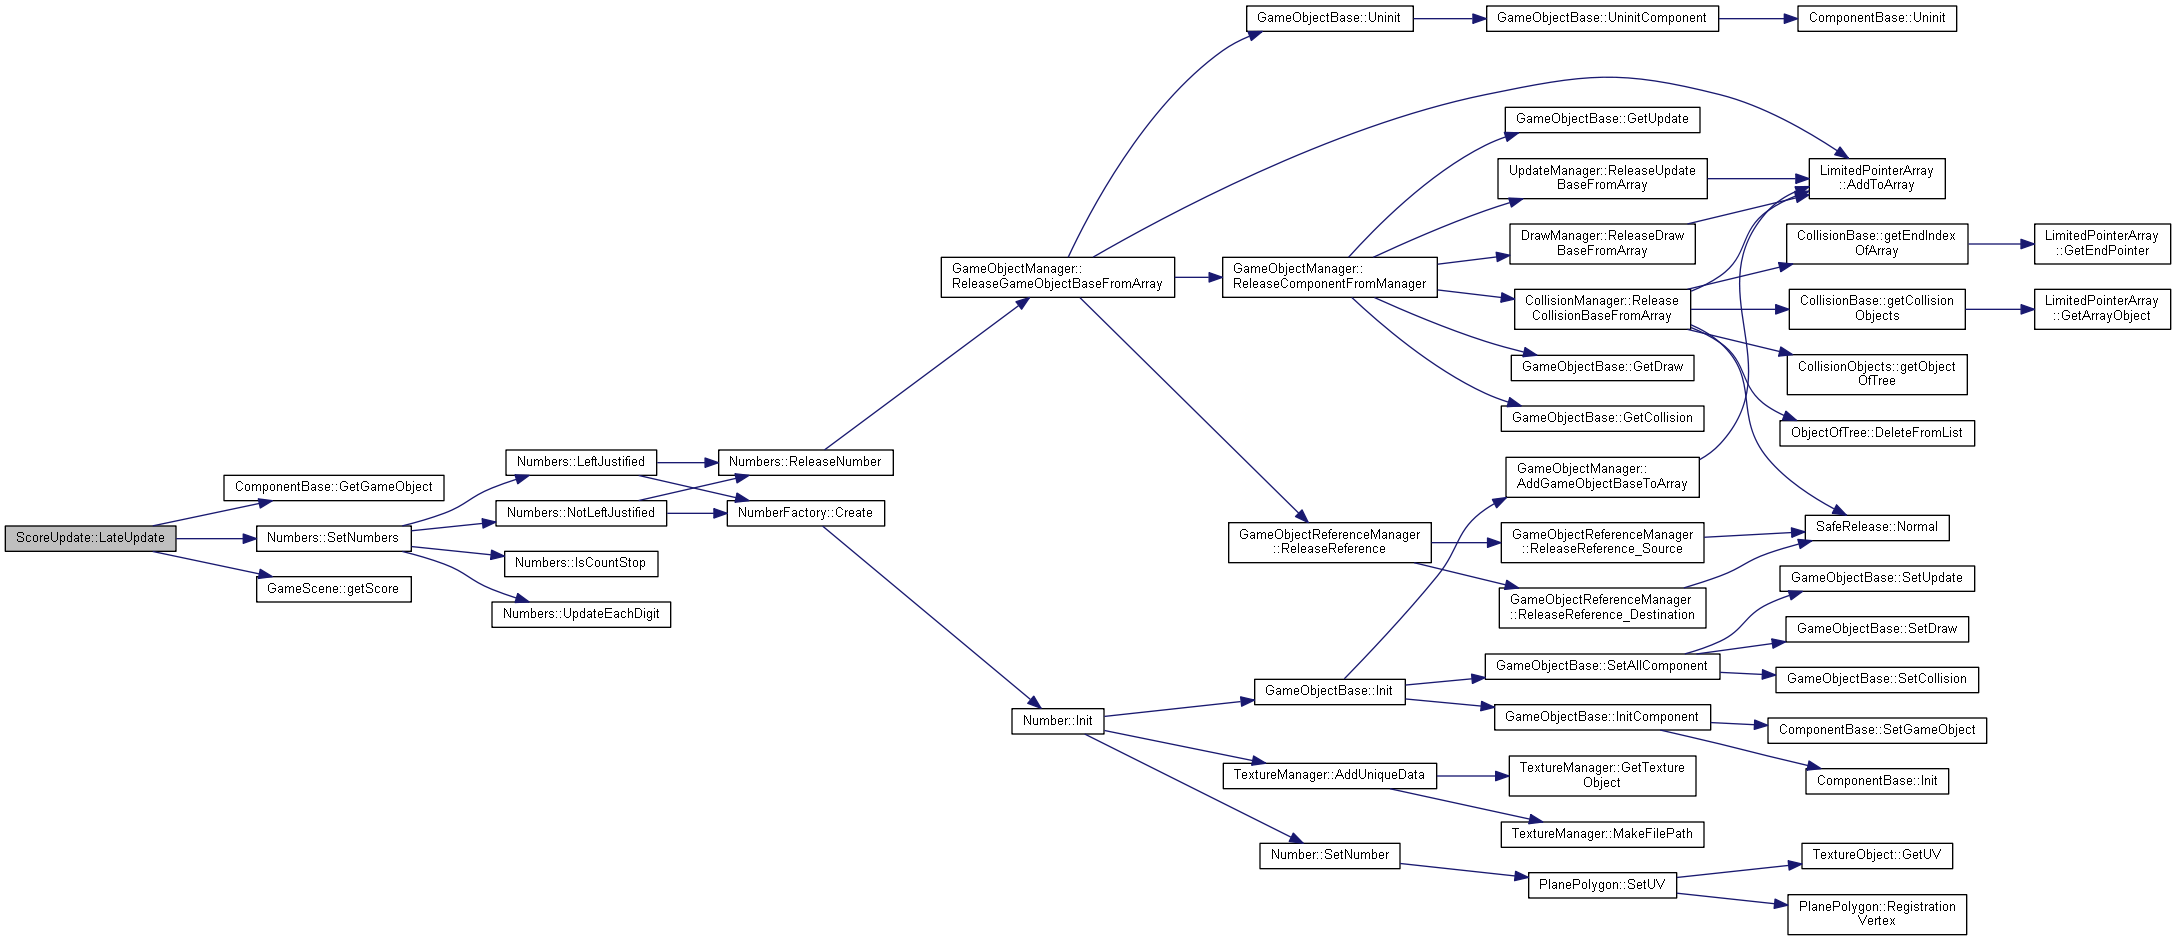 ScoreUpdate::LateUpdate
ComponentBase::GetGameObject
Numbers::SetNumbers
GameScene::getScore
Numbers::LeftJustified
Numbers::NotLeftJustified
Numbers::IsCountStop
Numbers::UpdateEachDigit
Numbers::ReleaseNumber
NumberFactory::Create
GameObjectManager::
ReleaseGameObjectBaseFromArray
Number::Init
GameObjectBase::Uninit
GameObjectManager::
ReleaseComponentFromManager
GameObjectReferenceManager
::ReleaseReference
GameObjectBase::Init
TextureManager::AddUniqueData
Number::SetNumber
GameObjectBase::UninitComponent
GameObjectBase::GetUpdate
UpdateManager::ReleaseUpdate
BaseFromArray
DrawManager::ReleaseDraw
BaseFromArray
CollisionManager::Release
CollisionBaseFromArray
GameObjectBase::GetDraw
GameObjectBase::GetCollision
GameObjectManager::
AddGameObjectBaseToArray
GameObjectReferenceManager
::ReleaseReference_Source
GameObjectReferenceManager
::ReleaseReference_Destination
GameObjectBase::SetAllComponent
GameObjectBase::InitComponent
TextureManager::GetTexture
Object
TextureManager::MakeFilePath
PlanePolygon::SetUV
ComponentBase::Uninit
LimitedPointerArray
::AddToArray
CollisionBase::getEndIndex
OfArray
CollisionBase::getCollision
Objects
CollisionObjects::getObject
OfTree
ObjectOfTree::DeleteFromList
SafeRelease::Normal
GameObjectBase::SetUpdate
GameObjectBase::SetDraw
GameObjectBase::SetCollision
ComponentBase::SetGameObject
ComponentBase::Init
TextureObject::GetUV
PlanePolygon::Registration
Vertex
LimitedPointerArray
::GetEndPointer
LimitedPointerArray
::GetArrayObject